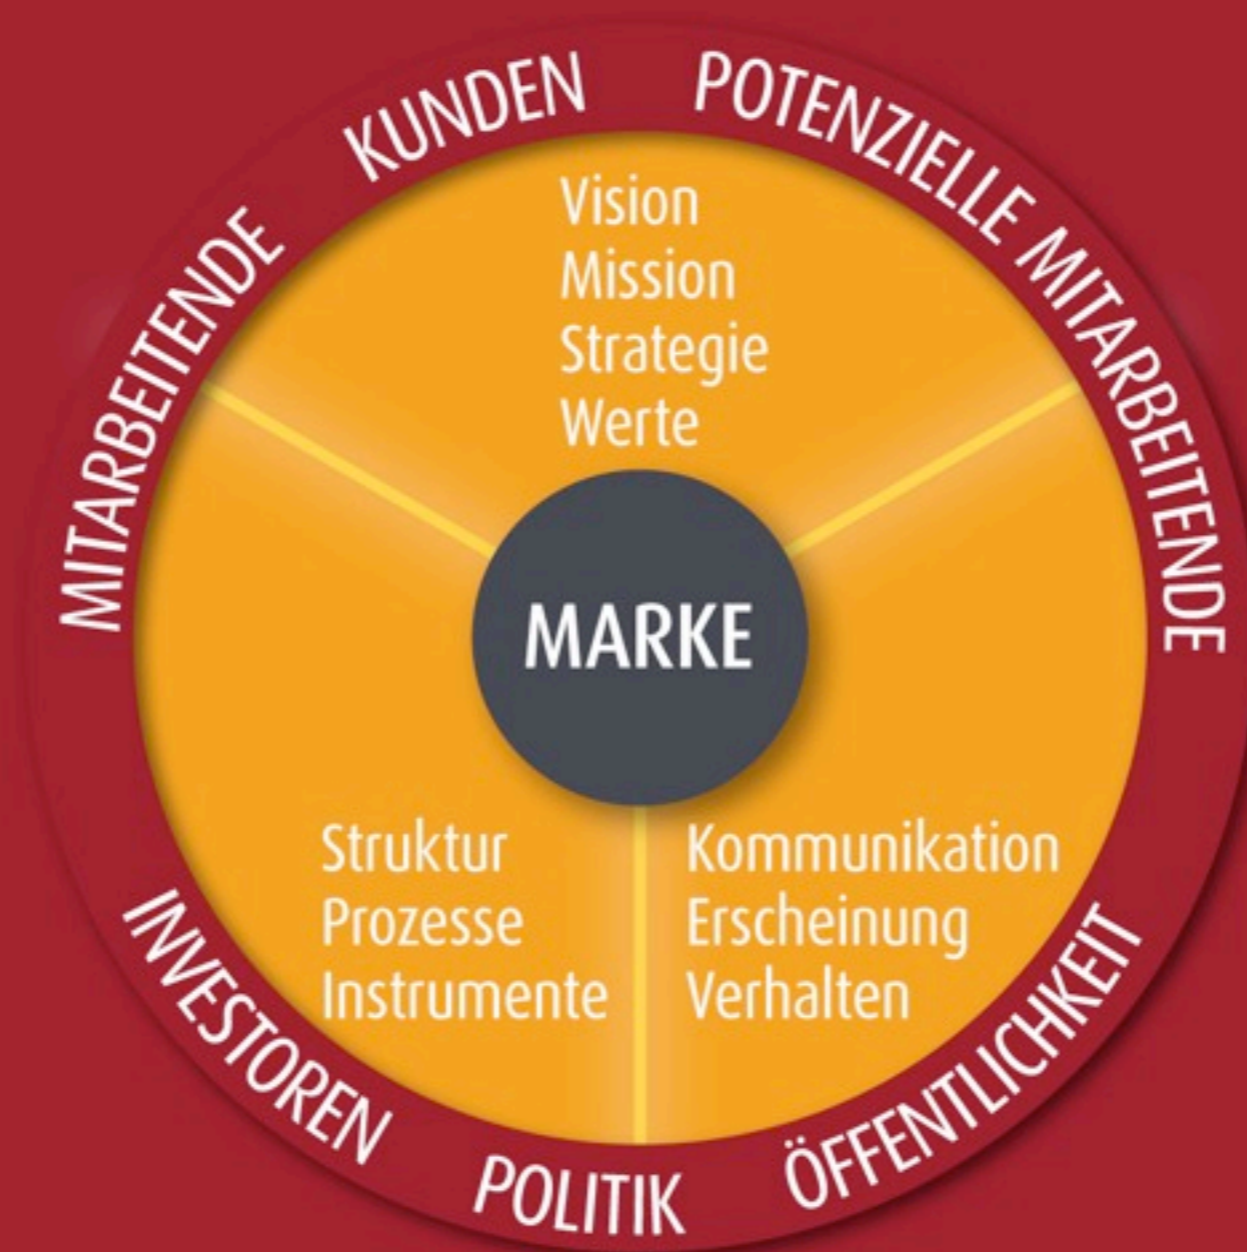 MITARBEITENDE
KUNDEN
POTENZIELLE MITARBEITENDE
Vision
Mission
Strategie
Werte
MARKE
Struktur
Prozesse
Instrumente
Kommunikation
Erscheinung
Verhalten
INVESTOREN
POLITIK
ÖFFENTLICHKEIT